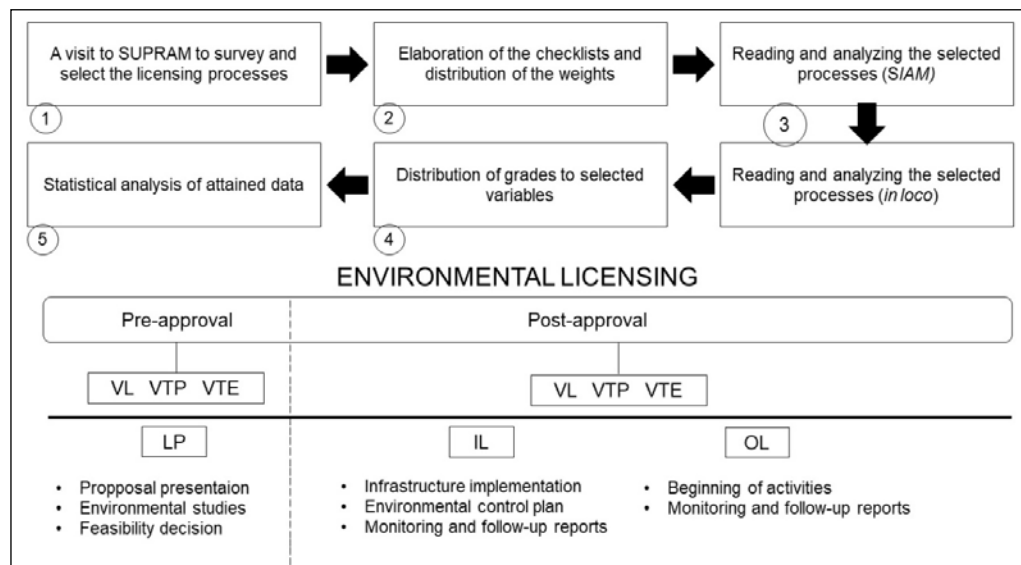 A visit to SUPRAM to survey and
select the licensing processes
1
Elaboration of the checklists and
distribution of the weights
2
Reading and analyzing the selected
processes (SIAM)
3
Reading and analyzing the selected
processes (in loco)
Distribution of grades to selected
variables
4
Statistical analysis of attained data
5
ENVIRONMENTAL LICENSING
Pre-approval
Post-approval
VL VTP VTE
VL VTP VTE
LP
• Propposal presentaion
• Environmental studies
• Feasibility decision
IL
• Infrastructure implementation
• Environmental control plan
• Monitoring and follow-up reports
OL
• Beginning of activities
• Monitoring and follow-up reports